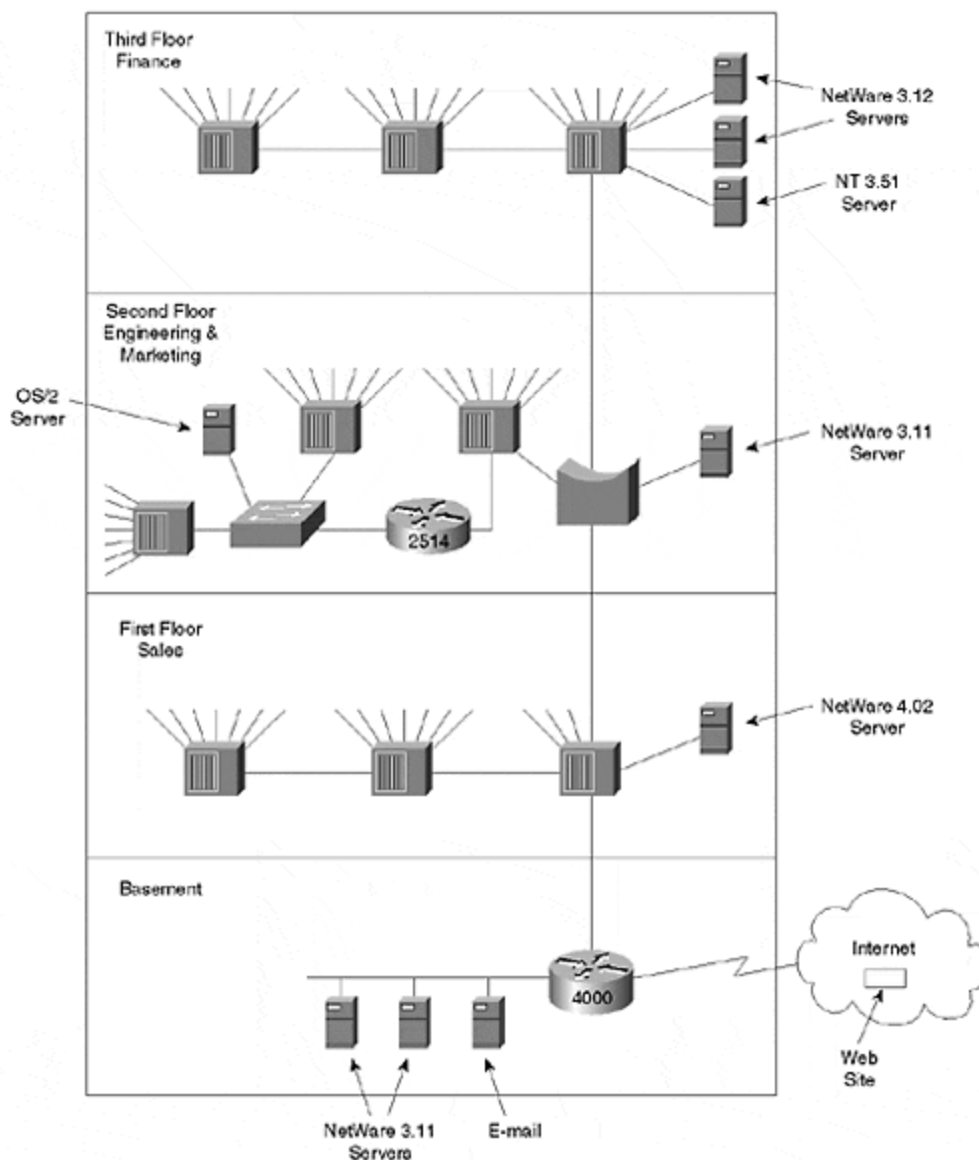 Third Floor
Finance
NetWare 3.12
Servers
NT 3.51
Server
Second Floor
Engineering &
Marketing
OS/2
Server
NetWare 3.11
Server
2514
First Floor
Sales
NetWare 4.02
Server
Basement
Internet
4000
Web
Site
NetWare 3.11
Servers
E-mail